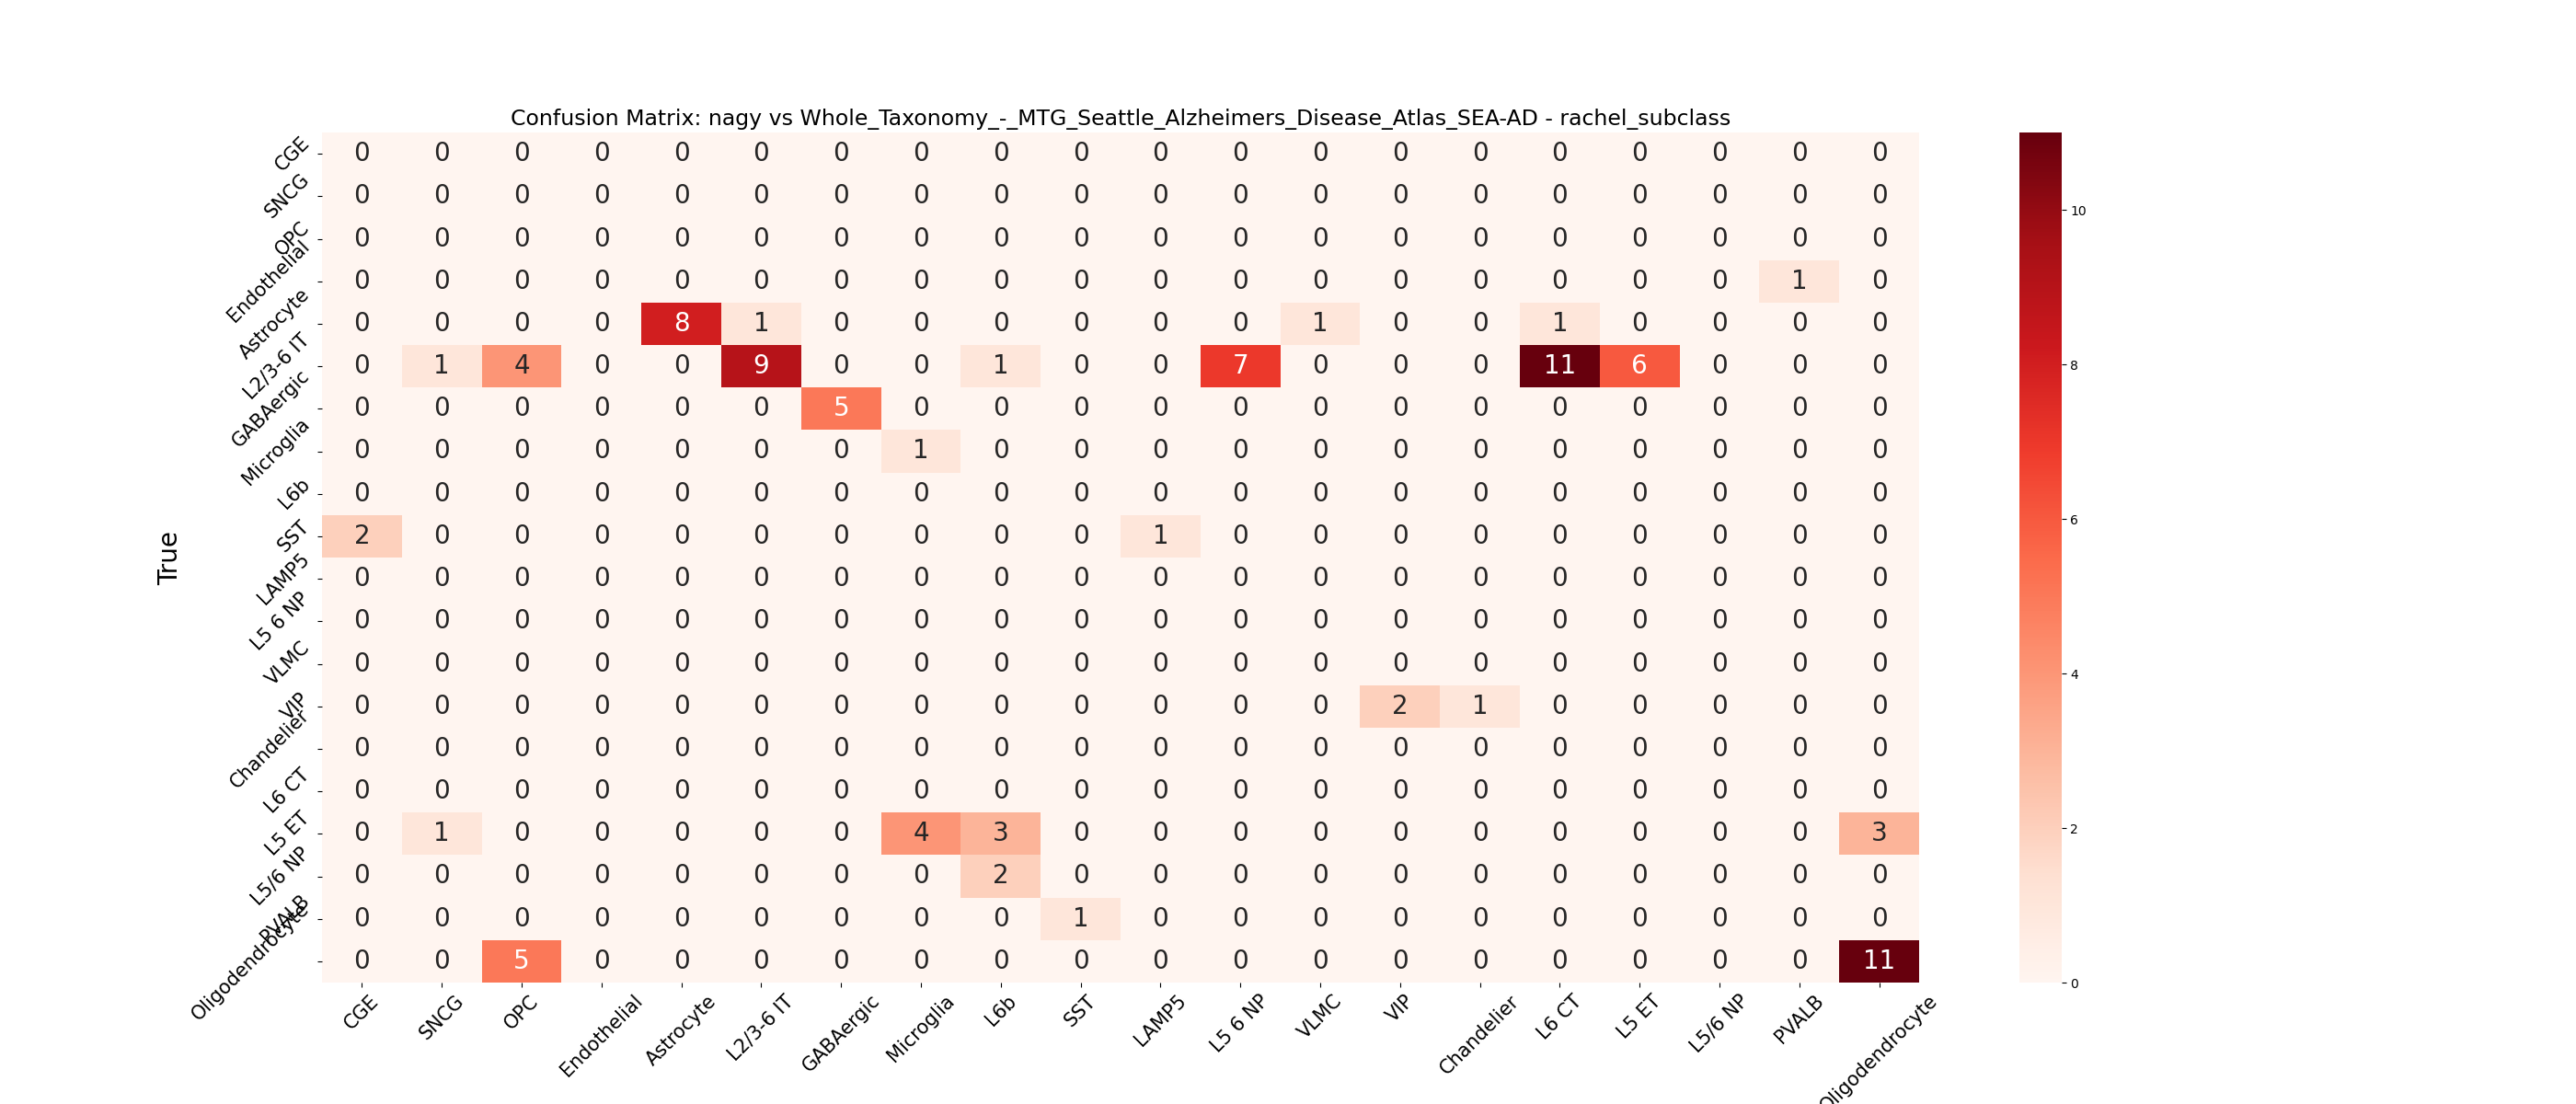 Confusion Matrix: nagy vs Whole_Taxonomy_-_MTG_Seattle_Alzheimers_Disease_Atlas_SEA-AD - rachel_subclass
CGE 0 0 0 0 0 0 0 0 0 0 0 0 0 0 0 0 0 0 0 0
SNCG 0 0 0 0 0 0 0 0 0 0 0 0 0 0 0 0 0 0 0 0
OPC 0 0 0 0 0 0 0 0 0 0 0 0 0 0 0 0 0 0 0 0
Endothelial 0 0 0 0 0 0 0 0 0 0 0 0 0 0 0 0 0 0 1 0
Astrocyte 0 0 0 0 8 1 0 0 0 0 0 0 1 0 0 1 0 0 0 0
L2/3-6 IT 0 1 4 0 0 9 0 0 1 0 0 7 0 0 0 11 6 0 0 0
GABAergic 0 0 0 0 0 0 5 0 0 0 0 0 0 0 0 0 0 0 0 0
Microglia 0 0 0 0 0 0 0 1 0 0 0 0 0 0 0 0 0 0 0 0
L6b 0 0 0 0 0 0 0 0 0 0 0 0 0 0 0 0 0 0 0 0
SST 2 0 0 0 0 0 0 0 0 0 1 0 0 0 0 0 0 0 0 0
LAMP5 0 0 0 0 0 0 0 0 0 0 0 0 0 0 0 0 0 0 0 0
L5 6 NP 0 0 0 0 0 0 0 0 0 0 0 0 0 0 0 0 0 0 0 0
VLMC 0 0 0 0 0 0 0 0 0 0 0 0 0 0 0 0 0 0 0 0
VIP 0 0 0 0 0 0 0 0 0 0 0 0 0 2 1 0 0 0 0 0
Chandelier 0 0 0 0 0 0 0 0 0 0 0 0 0 0 0 0 0 0 0 0
L6 CT 0 0 0 0 0 0 0 0 0 0 0 0 0 0 0 0 0 0 0 0
L5 ET 0 1 0 0 0 0 0 4 3 0 0 0 0 0 0 0 0 0 0 3
L5/6 NP 0 0 0 0 0 0 0 0 2 0 0 0 0 0 0 0 0 0 0 0
PVALB 0 0 0 0 0 0 0 0 0 1 0 0 0 0 0 0 0 0 0 0
Oligodendrocyte 0 0 5 0 0 0 0 0 0 0 0 0 0 0 0 0 0 0 0 11
True
CGE SNCG OPC Endothelial Astrocyte L2/3-6 IT GABAergic Microglia L6b SST LAMP5 L5 6 NP VLMC VIP Chandelier L6 CT L5 ET L5/6 NP PVALB Oligodendrocyte
10
8
6
4
2
0